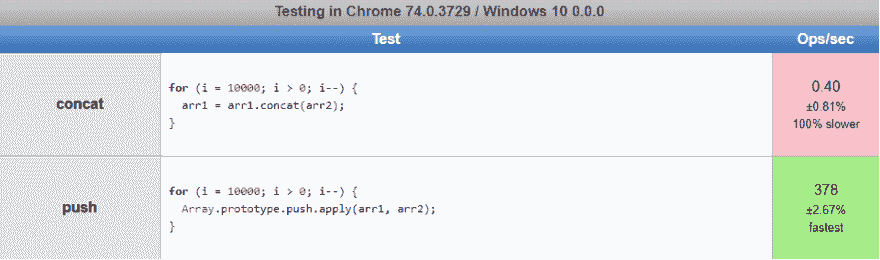 Testing in Chrome 74.0.3729 / Windows 10 0.0.0
Test Ops/sec
concat
for (i = 10000; i > 0; i--) {
arr1 = arr1.concat(arr2);
}
0.40
±0.81%
100% slower
push
for (i = 10000; i > 0; i--) {
Array.prototype.push.apply(arr1, arr2);
}
378
±2.67%
fastest